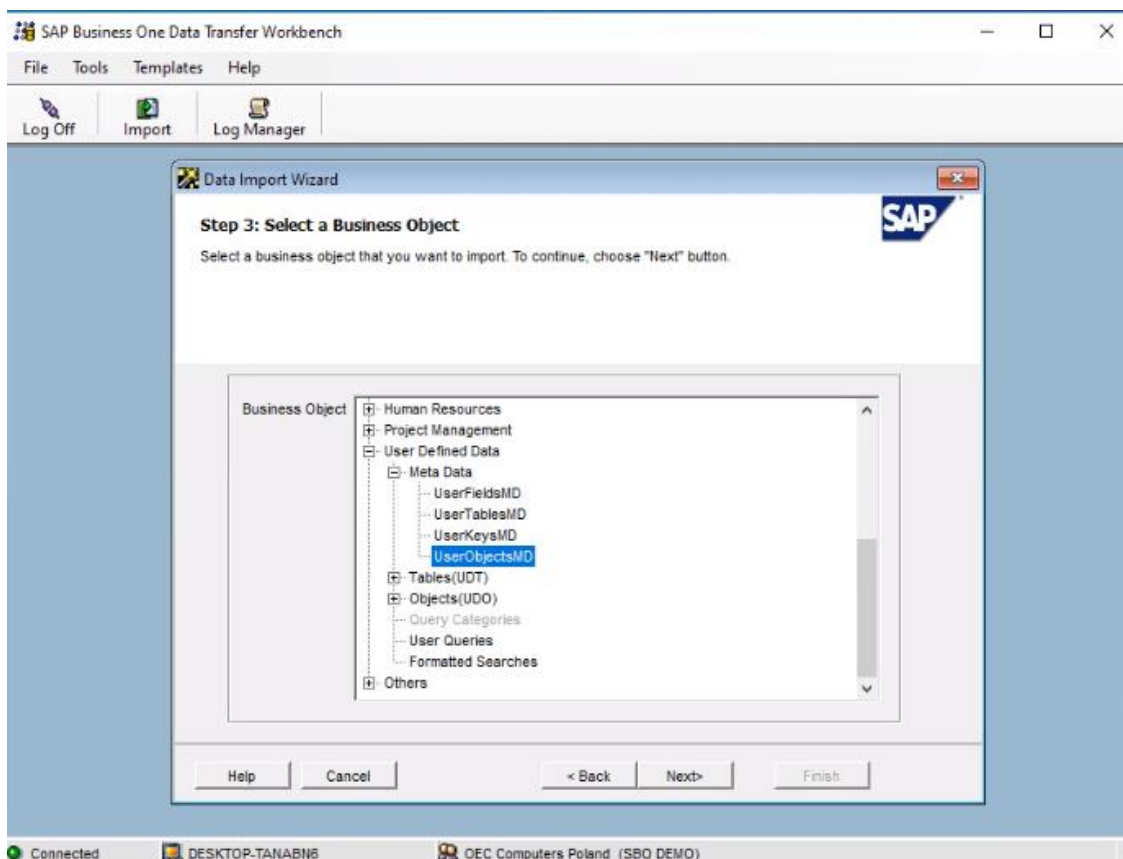 SAP Business One Data Transfer Workbench
File Tools Templates Help
Log Off Import Log Manager
Data Import Wizard
Step 3: Select a Business Object
SAP
Select a business object that you want to import. To continue, choose "Next" button.
Business Object
Human Resources
Project Management
User Defined Data
Meta Data
UserFieldsMD
UserTablesMD
UserKeysMD
UserObjectsMD
Tables(UDT)
Objects(UDO)
Query Categories
User Queries
Formatted Searches
Others
Help Cancel < Back Next> Finish
Connected DESKTOP-TANABN6 OEC Computers Poland (SBO DEMO)